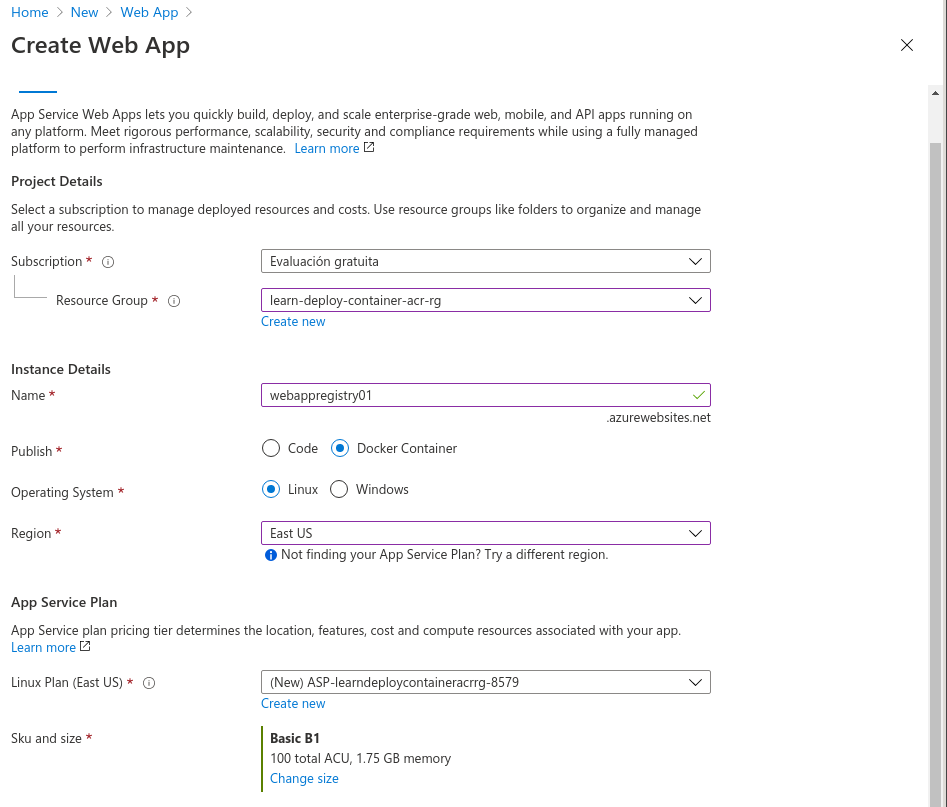 Home > New > Web App >
Create Web App
App Service Web Apps lets you quickly build, deploy, and scale enterprise-grade web, mobile, and API apps running on
any platform. Meet rigorous performance, scalability, security and compliance requirements while using a fully managed
platform to perform infrastructure maintenance. Learn more
Project Details
Select a subscription to manage deployed resources and costs. Use resource groups like folders to organize and manage
all your resources.
Subscription * Evaluación gratuita
Resource Group * learn-deploy-container-acr-rg
Create new
Instance Details
Name * webappregistry01
.azurewebsites.net
Publish * Code Docker Container
Operating System * Linux Windows
Region * East US
Not finding your App Service Plan? Try a different region.
App Service Plan
App Service plan pricing tier determines the location, features, cost and compute resources associated with your app.
Learn more
Linux Plan (East US) * (New) ASP-learndeploycontaineracrrg-8579
Create new
Sku and size * Basic B1
100 total ACU, 1.75 GB memory
Change size